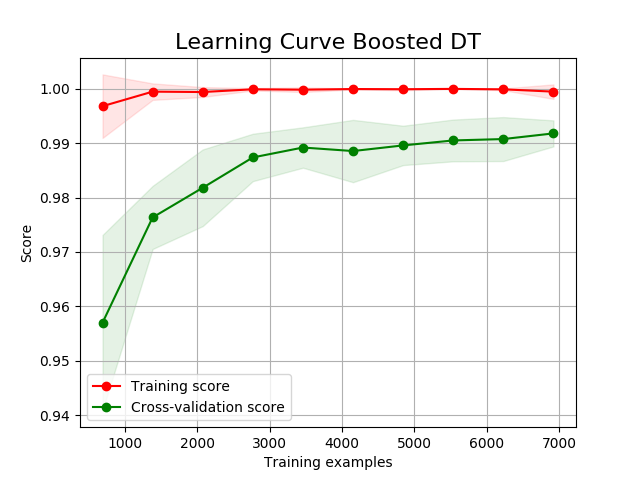 Learning Curve Boosted DT
Score
1.00
0.99
0.98
0.97
0.96
0.95
0.94
Training score
Cross-validation score
1000 2000 3000 4000 5000 6000 7000
Training examples